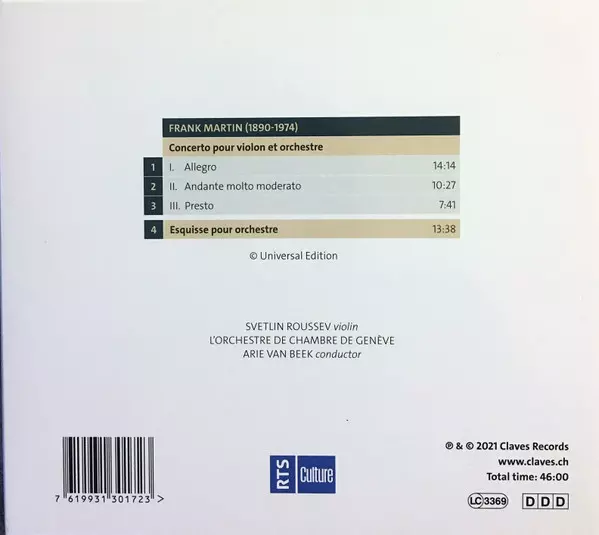 FRANK MARTIN (1890-1974)
Concerto pour violon et orchestre
1 I. Allegro 14:14
2 II. Andante molto moderato 10:27
3 III. Presto 7:41
4 Esquisse pour orchestre 13:38
© Universal Edition
SVETLIN ROUSSEV violin
L'ORCHESTRE DE CHAMBRE DE GENÈVE
ARIE VAN BEEK conductor
℗ & © 2021 Claves Records
www.claves.ch
Total time: 46:00
RTS Culture
LC 3369 D D D
7 619931 301723 >